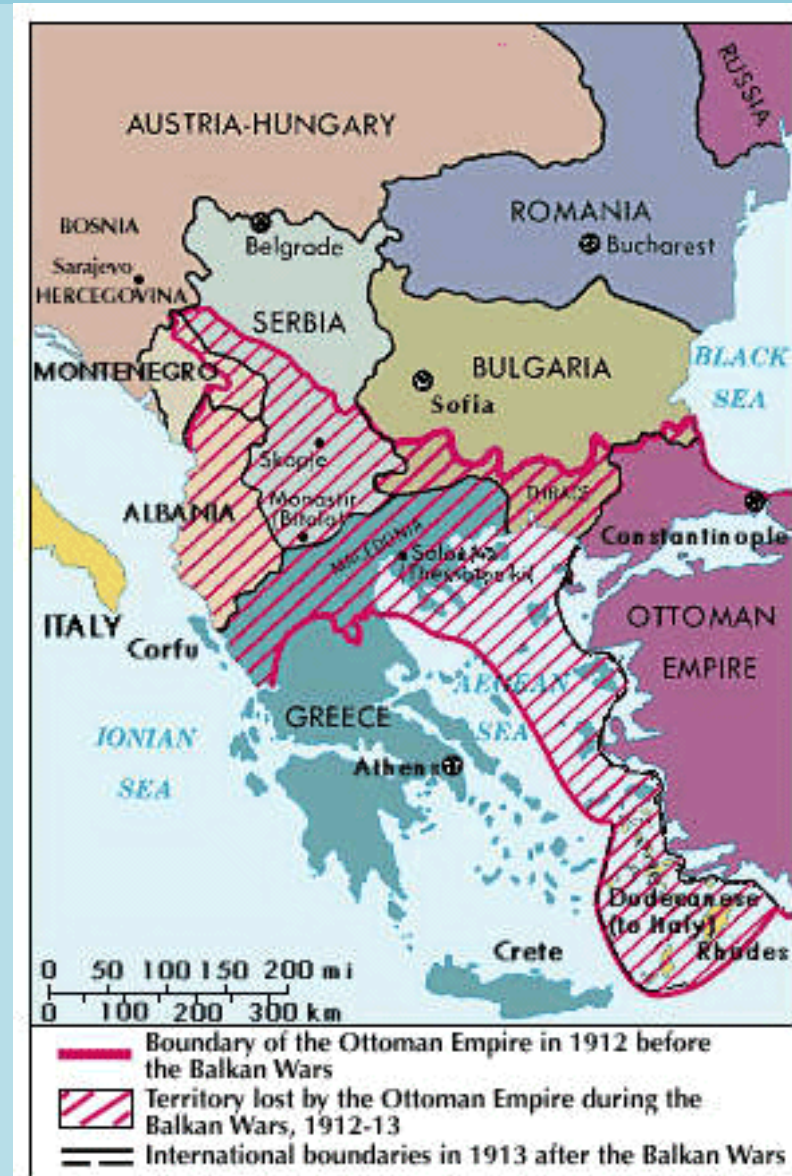 RUSSIA
AUSTRIA-HUNGARY
ROMANIA
Bucharest
BOSNIA
Sarajevo
HERCEGOVINA
Belgrade
SERBIA
BULGARIA
Sofia
BLACK
SEA
MONTENEGRO
Skopje
Monastir
(Bitola)
ALBANIA
THRACE
MACEDONIA
Constantinople
ITALY
Corfu
OTTOMAN
EMPIRE
GREECE
AEGEAN
SEA
IONIAN
SEA
Athens
Dodecanese
(to Italy)
Rhodes
Crete
0 50 100 150 200 mi
0 100 200 300 km
Boundary of the Ottoman Empire in 1912 before
the Balkan Wars
Territory lost by the Ottoman Empire during the
Balkan Wars, 1912-13
International boundaries in 1913 after the Balkan Wars